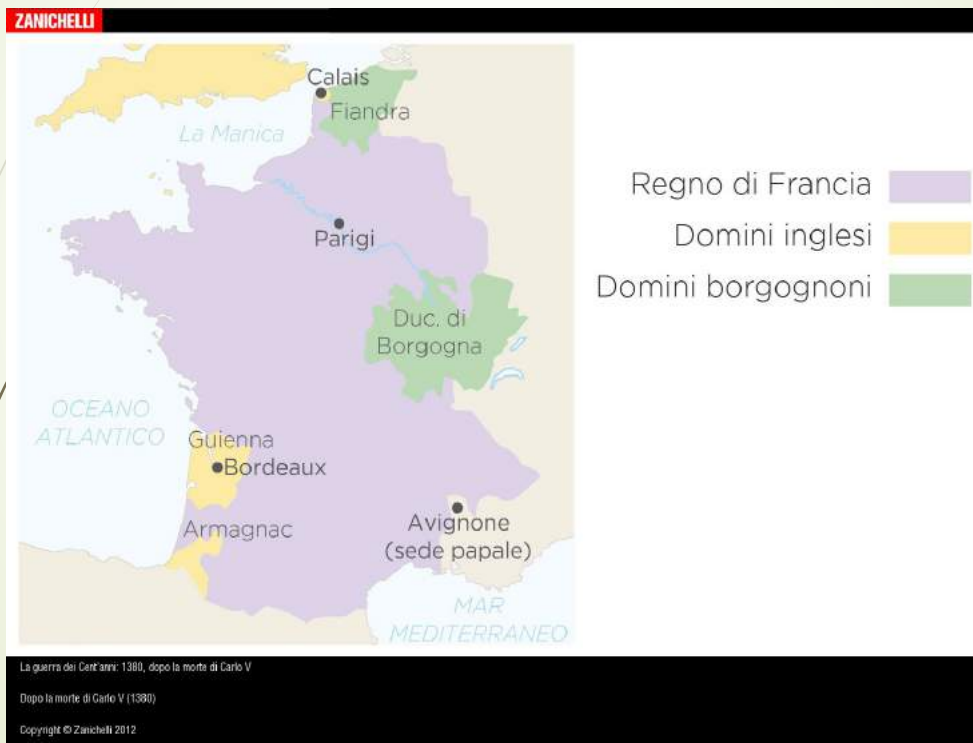 ZANICHELLI
Calais
Fiandra
La Manica
Parigi
Duc. di
Borgogna
OCEANO
ATLANTICO
Guienna
Bordeaux
Armagnac
Avignone
(sede papale)
MAR
MEDITERRANEO
Regno di Francia
Domini inglesi
Domini borgognoni
La guerra dei Cent'anni: 1380, dopo la morte di Carlo V
Dopo la morte di Carlo V (1380)
Copyright © Zanichelli 2012